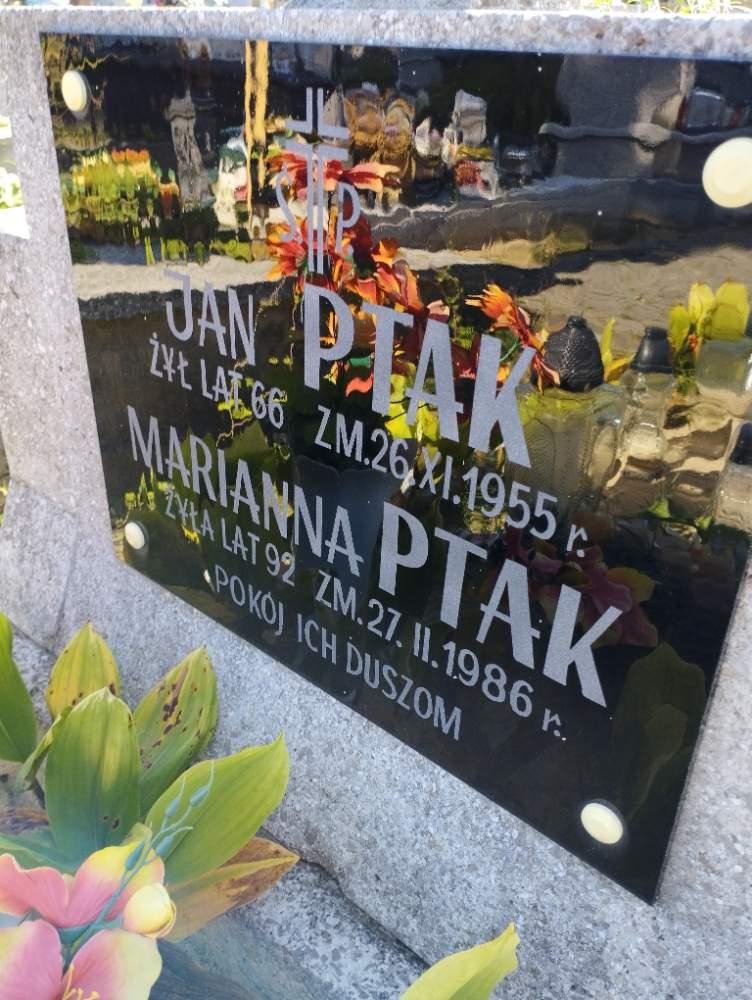 Ś P
JAN PTAK
ŻYŁ LAT 66 ZM.26.XI.1955 r.
MARIANNA PTAK
ŻYŁA LAT 92 ZM.27.II.1986 r.
POKÓJ ICH DUSZOM